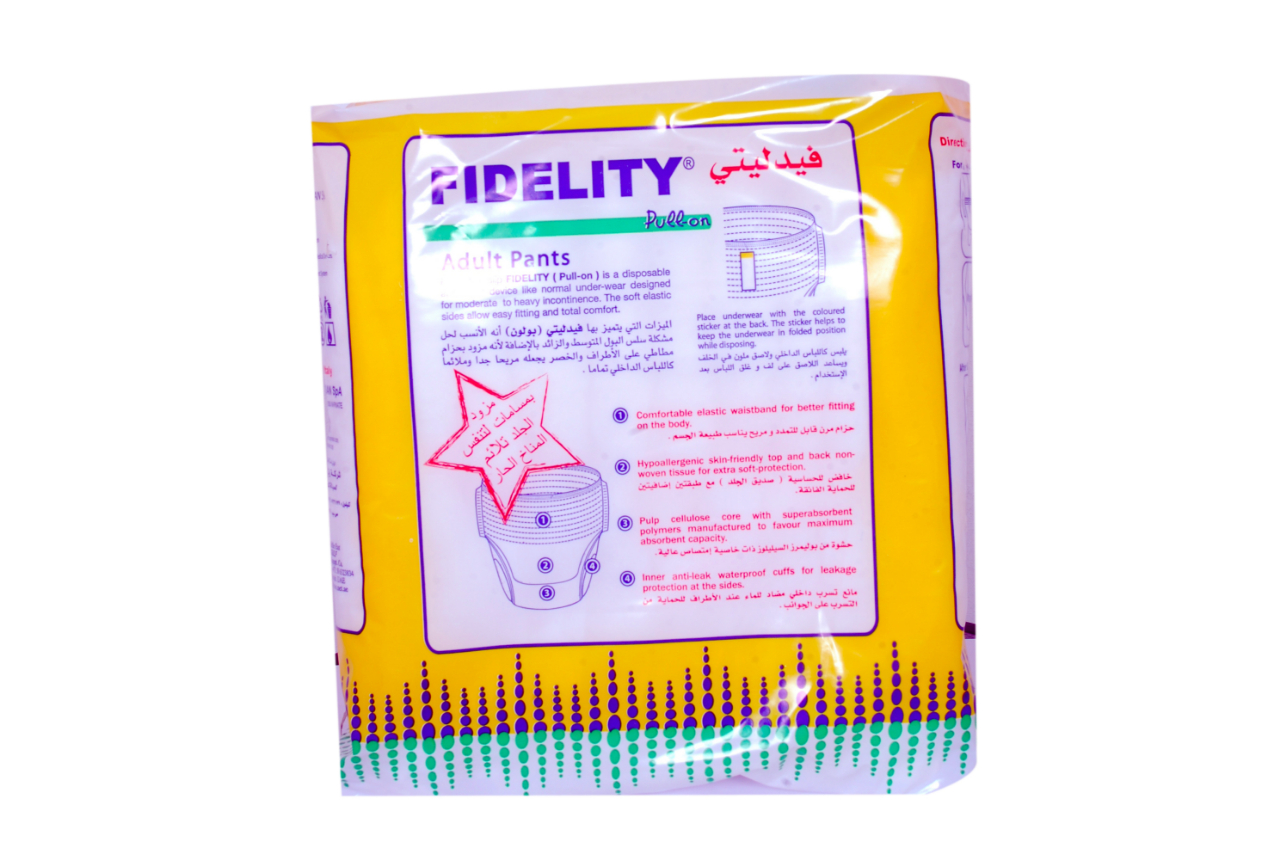 FIDELITY®
فيدليتي
Pull-on
Adult Pants
FIDELITY ( Pull-on ) is a disposable
device like normal under-wear designed
for moderate to heavy incontinence. The soft elastic
sides allow easy fitting and total comfort.
الميزات التي يتميز بها فيدليتي (بولون) أنه الأنسب لحل
مشكلة سلس البول المتوسط والزائد بالإضافة لأنه مزود بحزام
مطاطي على الأطراف والخصر يجعله مريحا جدا وملائماً
كاللباس الداخلي تماما .
Place underwear with the coloured
sticker at the back. The sticker helps to
keep the underwear in folded position
while disposing.
يلبس كاللباس الداخلي ولاصق ملون في الخلف
ويساعد اللاصق على لف و غلق اللباس بعد
الإستخدام .
مزود
بمسامات لتنفس
الجلد تلائم
المناخ الحار
1
2
4
3
1 Comfortable elastic waistband for better fitting
on the body.
حزام مرن قابل للتمدد و مريح يناسب طبيعة الجسم .
2 Hypoallergenic skin-friendly top and back non-
woven tissue for extra soft-protection.
خافض للحساسية ( صديق الجلد ) مع طبقتين إضافيتين
للحماية الفائقة.
3 Pulp cellulose core with superabsorbent
polymers manufactured to favour maximum
absorbent capacity.
حشوة من بوليمرز السيليلوز ذات خاصية إمتصاص عالية .
4 Inner anti-leak waterproof cuffs for leakage
protection at the sides.
مانع تسرب داخلي مضاد للماء عند الأطراف للحماية من
التسرب على الجوانب .